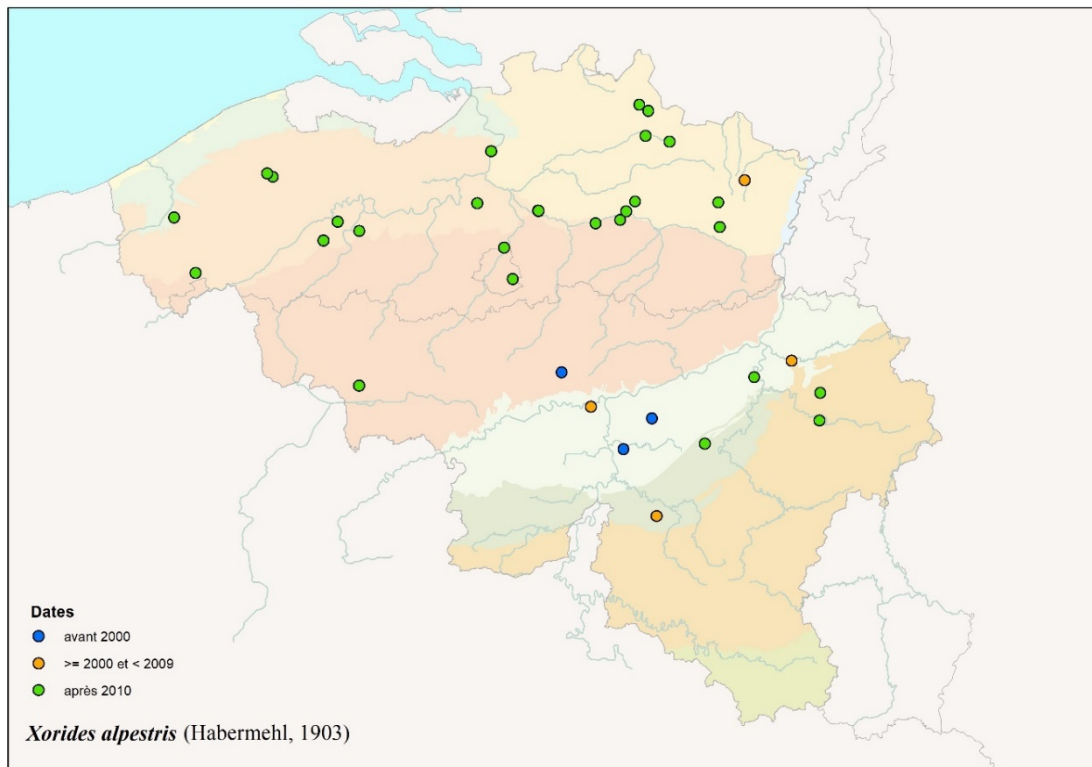 Dates
avant 2000
>= 2000 et < 2009
après 2010
Xorides alpestris (Habermehl, 1903)